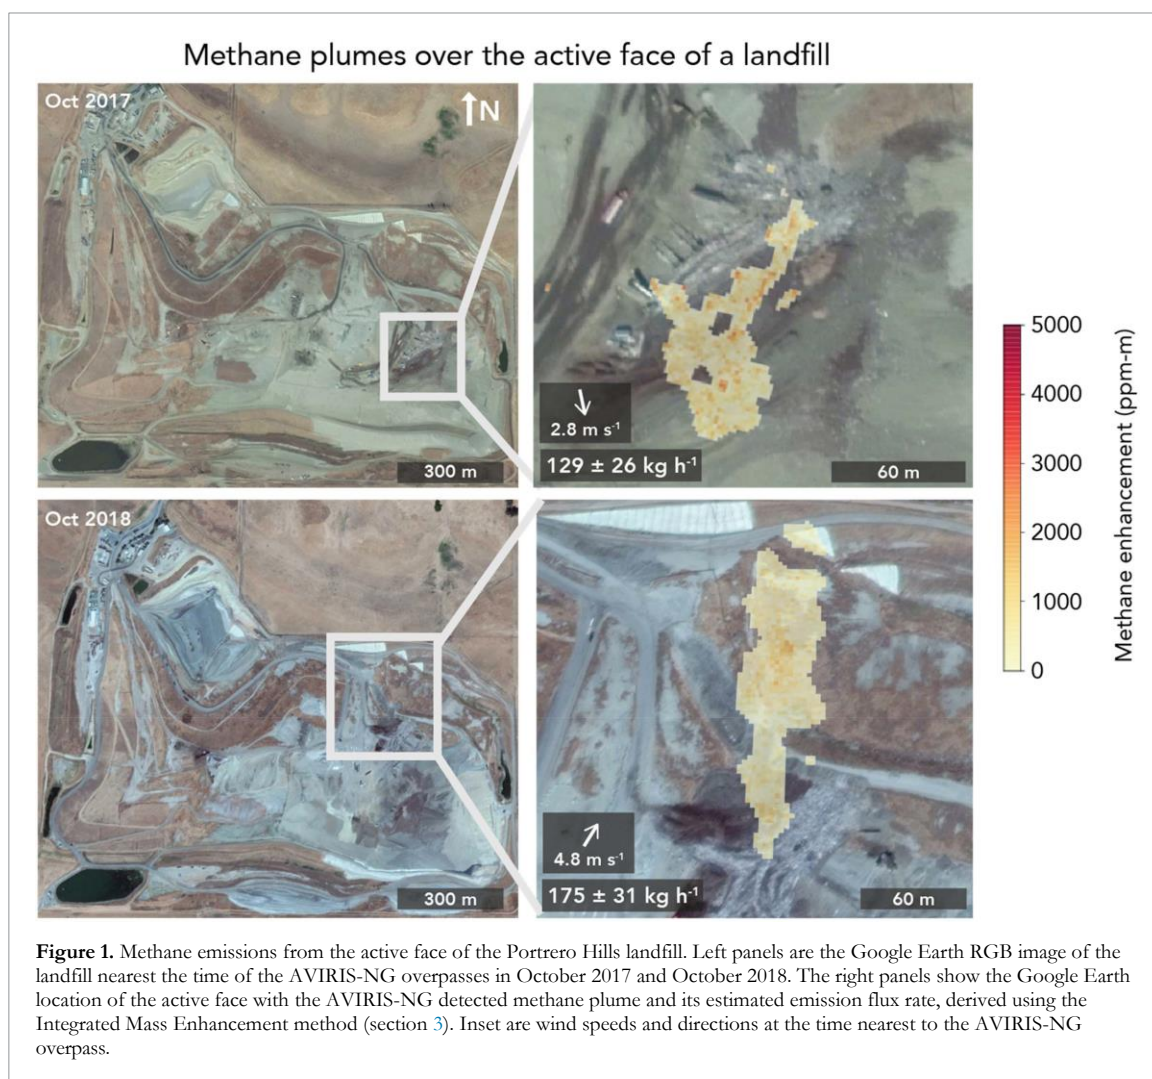 Methane plumes over the active face of a landfill
Oct 2017
N
300 m
2.8 m s⁻¹
129 ± 26 kg h⁻¹
60 m
Oct 2018
300 m
4.8 m s⁻¹
175 ± 31 kg h⁻¹
60 m
5000
4000
3000
2000
1000
0
Methane enhancement (ppm-m)
Figure 1. Methane emissions from the active face of the Portrero Hills landfill. Left panels are the Google Earth RGB image of the
landfill nearest the time of the AVIRIS-NG overpasses in October 2017 and October 2018. The right panels show the Google Earth
location of the active face with the AVIRIS-NG detected methane plume and its estimated emission flux rate, derived using the
Integrated Mass Enhancement method (section 3). Inset are wind speeds and directions at the time nearest to the AVIRIS-NG
overpass.